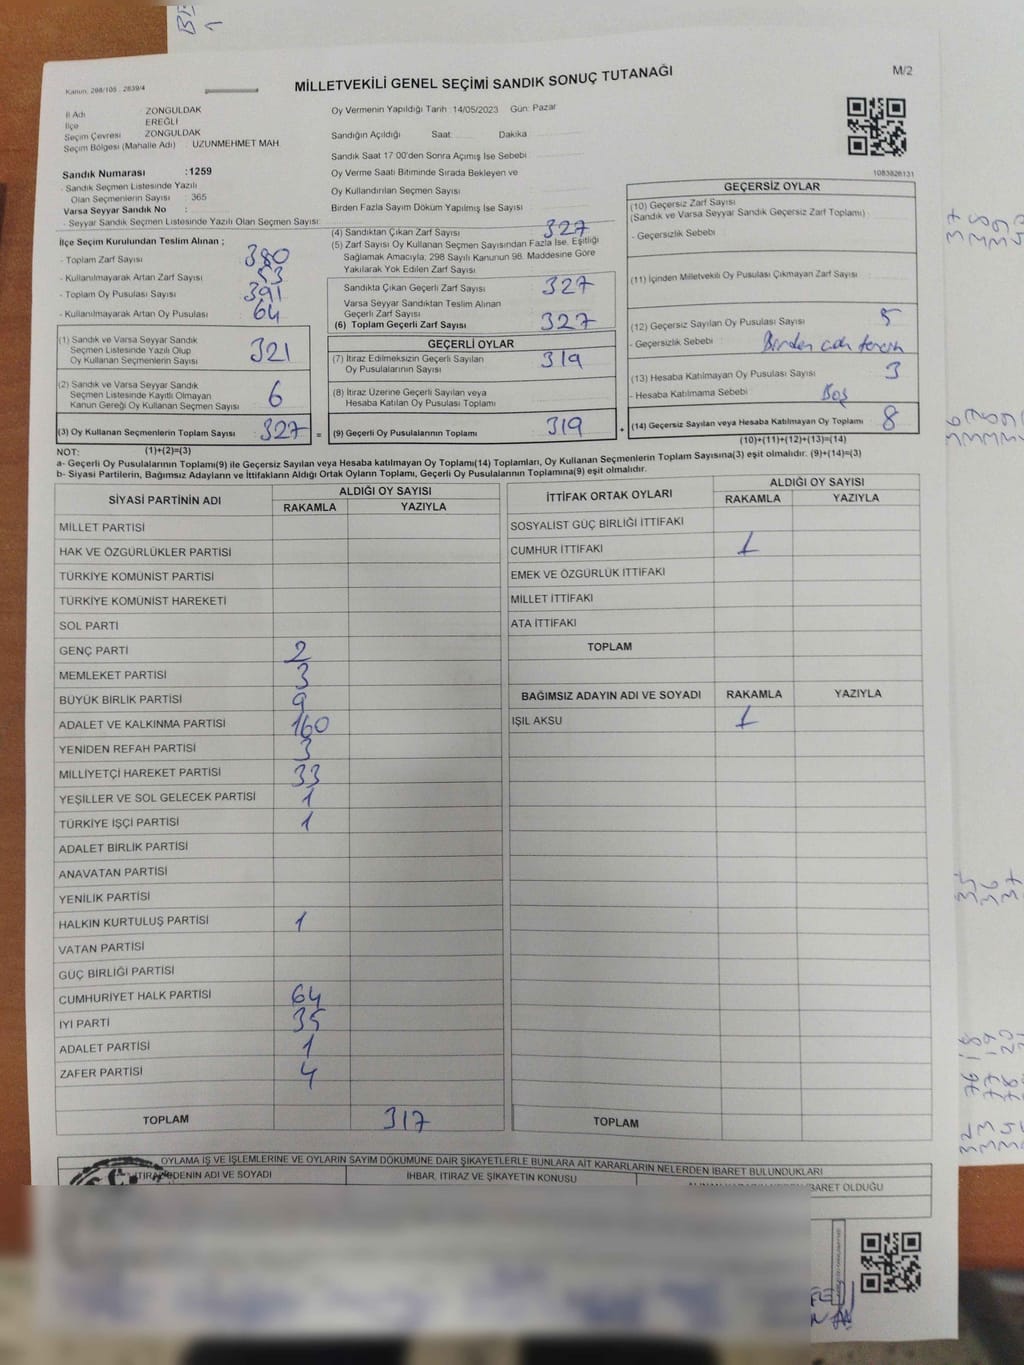 Kanun: 298/105 - 2839/4
MİLLETVEKİLİ GENEL SEÇİMİ SANDIK SONUÇ TUTANAĞI
M/2
İl Adı : ZONGULDAK
İlçe : EREĞLİ
Seçim Çevresi : ZONGULDAK
Seçim Bölgesi (Mahalle Adı) : UZUNMEHMET MAH.
Sandık Numarası :1259
- Sandık Seçmen Listesinde Yazılı
Olan Seçmenlerin Sayısı : 365
Varsa Seyyar Sandık No :
- Seyyar Sandık Seçmen Listesinde Yazılı Olan Seçmen Sayısı:
Oy Vermenin Yapıldığı Tarih : 14/05/2023 Gün: Pazar
Sandığın Açıldığı Saat: Dakika
Sandık Saat 17:00'den Sonra Açımış İse Sebebi
Oy Verme Saati Bitiminde Sırada Bekleyen ve
Oy Kullandırılan Seçmen Sayısı
Birden Fazla Sayım Döküm Yapılmış İse Sayısı
1083826131
İlçe Seçim Kurulundan Teslim Alınan ;
- Toplam Zarf Sayısı 380
- Kullanılmayarak Artan Zarf Sayısı 53
- Toplam Oy Pusulası Sayısı 391
- Kullanılmayarak Artan Oy Pusulası 64
(1) Sandık ve Varsa Seyyar Sandık
Seçmen Listesinde Yazılı Olup
Oy Kullanan Seçmenlerin Sayısı 321
(2) Sandık ve Varsa Seyyar Sandık
Seçmen Listesinde Kayıtlı Olmayan
Kanun Gereği Oy Kullanan Seçmen Sayısı 6
(3) Oy Kullanan Seçmenlerin Toplam Sayısı 327 =
(1)+(2)=(3)
(4) Sandıktan Çıkan Zarf Sayısı 327
(5) Zarf Sayısı Oy Kullanan Seçmen Sayısından Fazla İse, Eşitliği
Sağlamak Amacıyla; 298 Sayılı Kanunun 98. Maddesine Göre
Yakılarak Yok Edilen Zarf Sayısı
Sandıkta Çıkan Geçerli Zarf Sayısı 327
Varsa Seyyar Sandıktan Teslim Alınan
Geçerli Zarf Sayısı
(6) Toplam Geçerli Zarf Sayısı 327
GEÇERLİ OYLAR
(7) İtiraz Edilmeksizin Geçerli Sayılan
Oy Pusulalarının Sayısı 319
(8) İtiraz Üzerine Geçerli Sayılan veya
Hesaba Katılan Oy Pusulası Toplamı
(9) Geçerli Oy Pusulalarının Toplamı 319 +
GEÇERSİZ OYLAR
(10) Geçersiz Zarf Sayısı
(Sandık ve Varsa Seyyar Sandık Geçersiz Zarf Toplamı) :
- Geçersizlik Sebebi
(11) İçinden Milletvekili Oy Pusulası Çıkmayan Zarf Sayısı
(12) Geçersiz Sayılan Oy Pusulası Sayısı 5
- Geçersizlik Sebebi : Birden çok tercih
(13) Hesaba Katılmayan Oy Pusulası Sayısı 3
- Hesaba Katılmama Sebebi Boş
(14) Geçersiz Sayılan veya Hesaba Katılmayan Oy Toplamı 8
(10)+(11)+(12)+(13)=(14)
NOT:
a- Geçerli Oy Pusulalarının Toplamı(9) ile Geçersiz Sayılan veya Hesaba katılmayan Oy Toplamı(14) Toplamları, Oy Kullanan Seçmenlerin Toplam Sayısına(3) eşit olmalıdır. (9)+(14)=(3)
b- Siyasi Partilerin, Bağımsız Adayların ve İttifakların Aldığı Ortak Oyların Toplamı, Geçerli Oy Pusulalarının Toplamına(9) eşit olmalıdır.
SİYASİ PARTİNİN ADI ALDIĞI OY SAYISI
RAKAMLA YAZIYLA
MİLLET PARTİSİ
HAK VE ÖZGÜRLÜKLER PARTİSİ
TÜRKİYE KOMÜNİST PARTİSİ
TÜRKİYE KOMÜNİST HAREKETİ
SOL PARTİ
GENÇ PARTİ 2
MEMLEKET PARTİSİ 3
BÜYÜK BİRLİK PARTİSİ 9
ADALET VE KALKINMA PARTİSİ 160
YENİDEN REFAH PARTİSİ 3
MİLLİYETÇİ HAREKET PARTİSİ 33
YEŞİLLER VE SOL GELECEK PARTİSİ 1
TÜRKİYE İŞÇİ PARTİSİ 1
ADALET BİRLİK PARTİSİ
ANAVATAN PARTİSİ
YENİLİK PARTİSİ
HALKIN KURTULUŞ PARTİSİ 1
VATAN PARTİSİ
GÜÇ BİRLİĞİ PARTİSİ
CUMHURİYET HALK PARTİSİ 64
İYİ PARTİ 35
ADALET PARTİSİ 1
ZAFER PARTİSİ 4
TOPLAM 317
İTTİFAK ORTAK OYLARI ALDIĞI OY SAYISI
RAKAMLA YAZIYLA
SOSYALİST GÜÇ BİRLİĞİ İTTİFAKI
CUMHUR İTTİFAKI 1
EMEK VE ÖZGÜRLÜK İTTİFAKI
MİLLET İTTİFAKI
ATA İTTİFAKI
TOPLAM
BAĞIMSIZ ADAYIN ADI VE SOYADI RAKAMLA YAZIYLA
IŞIL AKSU 1
TOPLAM
OYLAMA İŞ VE İŞLEMLERİNE VE OYLARIN SAYIM DÖKÜMÜNE DAİR ŞİKAYETLERLE BUNLARA AİT KARARLARIN NELERDEN İBARET BULUNDUKLARI
İTİRAZ EDENİN ADI VE SOYADI İHBAR, İTİRAZ VE ŞİKAYETİN KONUSU İBARET OLDUĞU
35
36
37
76 18
77 19
78 20
32
33
34